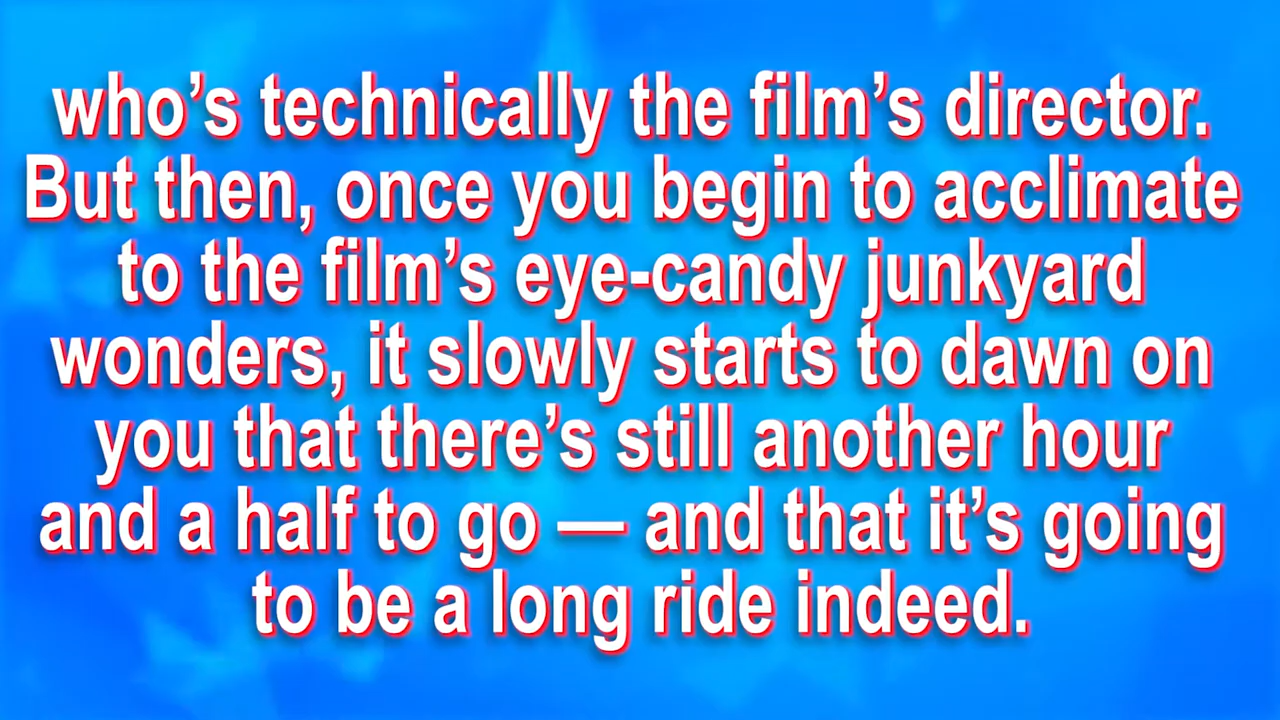 who’s technically the film’s director.
But then, once you begin to acclimate
to the film’s eye-candy junkyard
wonders, it slowly starts to dawn on
you that there’s still another hour
and a half to go — and that it’s going
to be a long ride indeed.